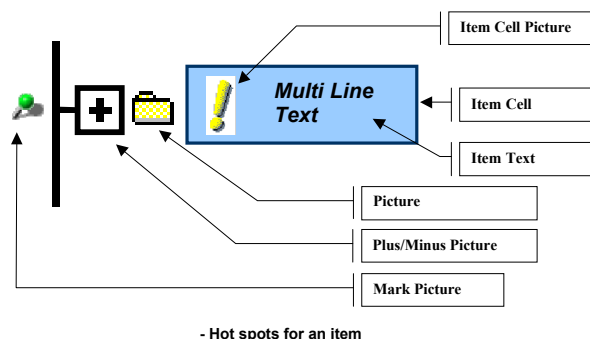 Item Cell Picture
Multi Line
Text
Item Cell
Item Text
Picture
Plus/Minus Picture
Mark Picture
- Hot spots for an item